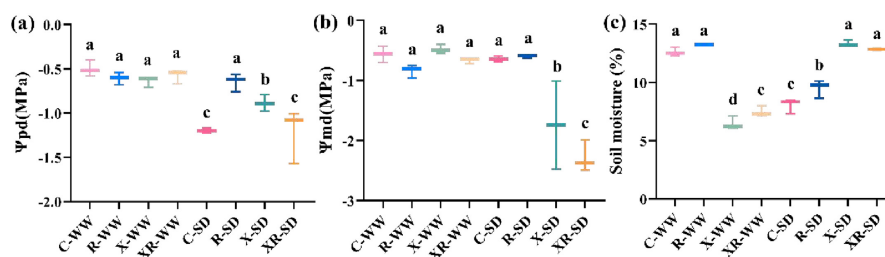 (a)
Ψpd(MPa)
0.0
-0.5
-1.0
-1.5
-2.0
a a a a c a b c
C-WW R-WW X-WW XR-WW C-SD R-SD X-SD XR-SD
(b)
Ψmd(MPa)
0
-1
-2
-3
a a a a a a b c
C-WW R-WW X-WW XR-WW C-SD R-SD X-SD XR-SD
(c)
Soil moisture (%)
15
10
5
0
a a d c c b a a
C-WW R-WW X-WW XR-WW C-SD R-SD X-SD XR-SD